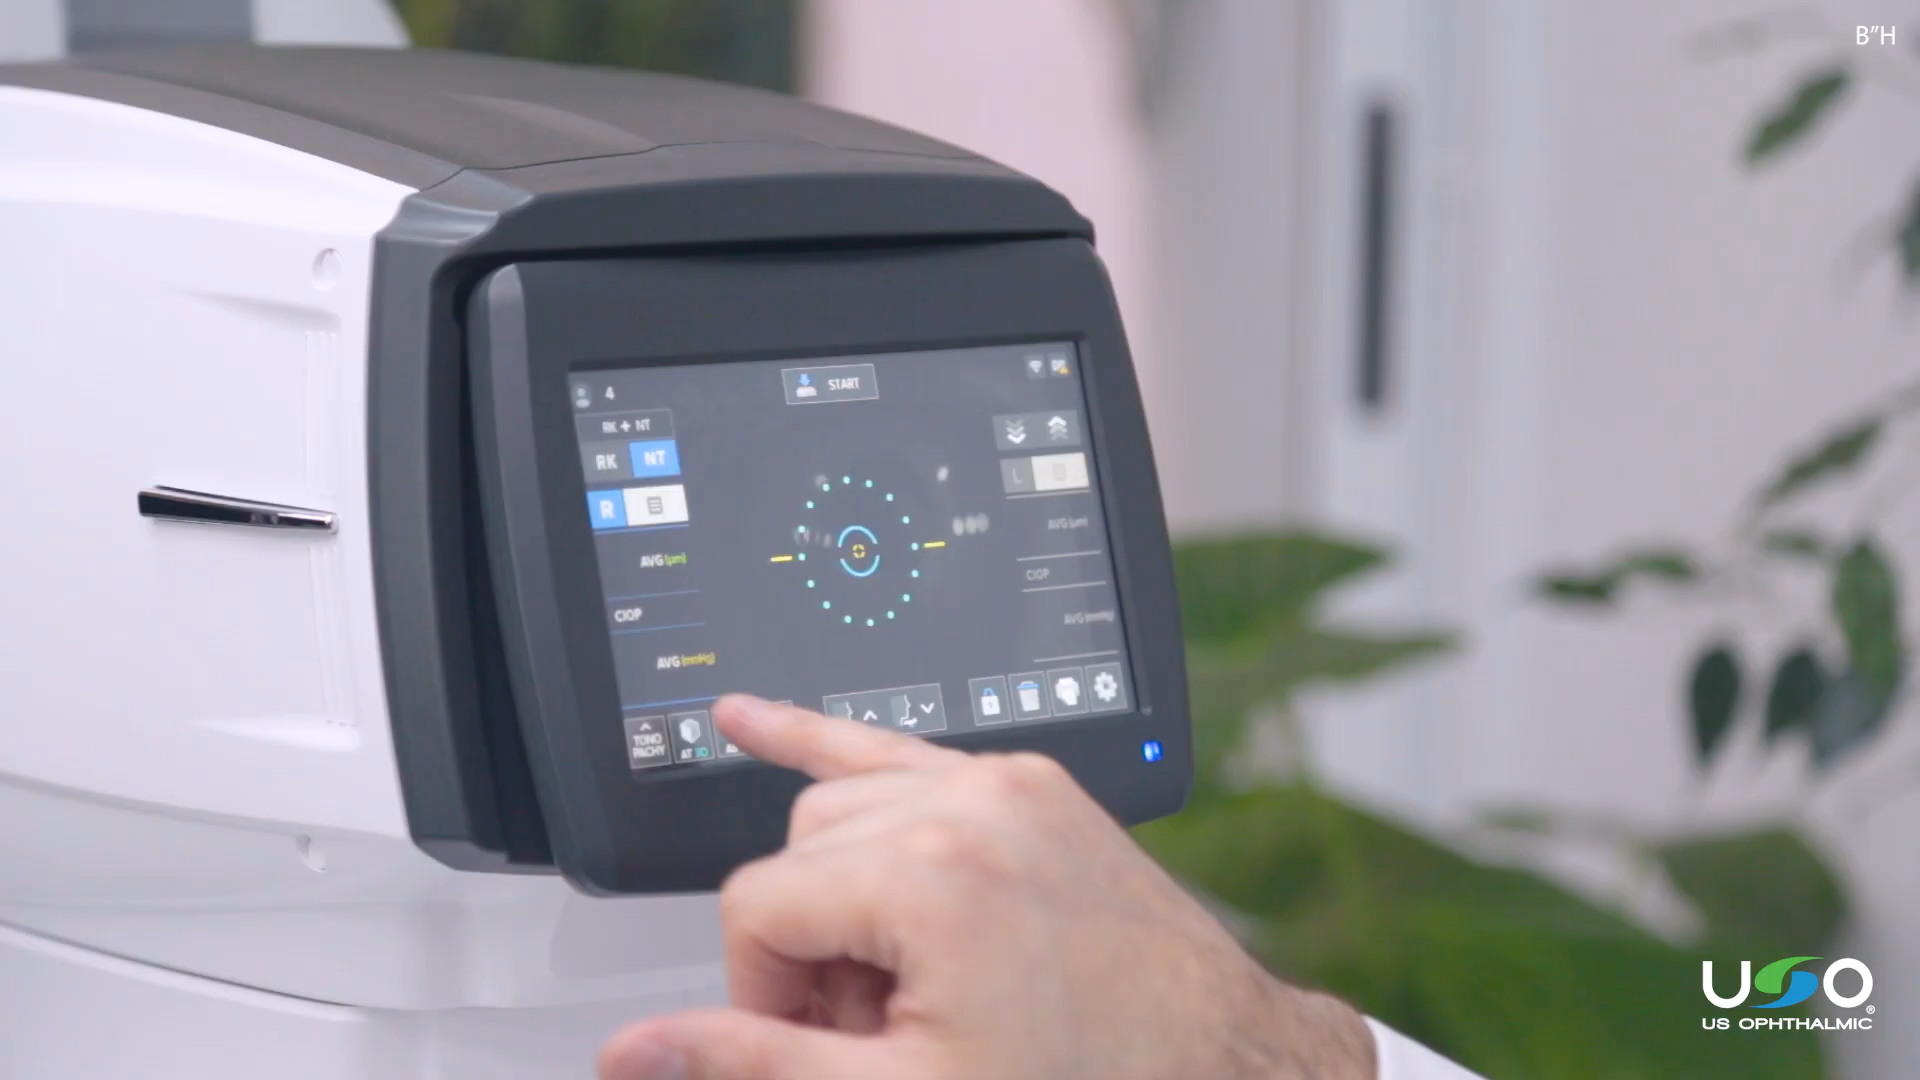 B"H
4
START
RK + NT
RK NT
R
L
AVG (μm)
AVG (μm)
CIOP
CIOP
AVG (mmHg)
AVG (mmHg)
TONO
PACHY
AT 3D
AS
USO®
US OPHTHALMIC